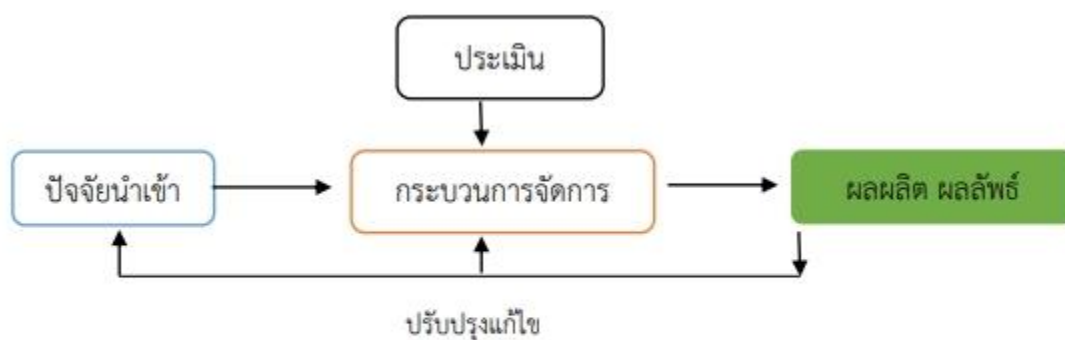 ประเมิน
ปัจจัยนำเข้า
กระบวนการจัดการ
ผลผลิต ผลลัพธ์
ปรับปรุงแก้ไข